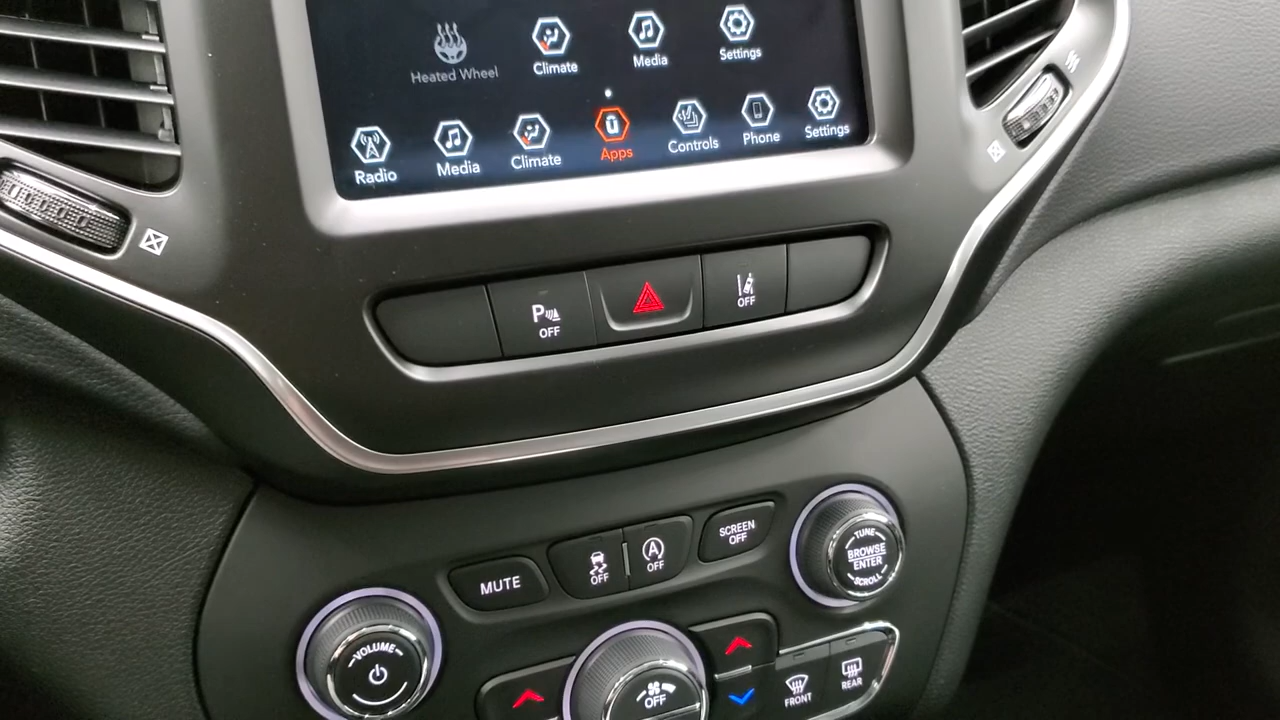 Heated Wheel
Climate
Media
Settings
Radio
Media
Climate
Apps
Controls
Phone
Settings
P
OFF
OFF
MUTE
OFF
A
OFF
SCREEN
OFF
TUNE
BROWSE
ENTER
SCROLL
VOLUME
OFF
FRONT
REAR